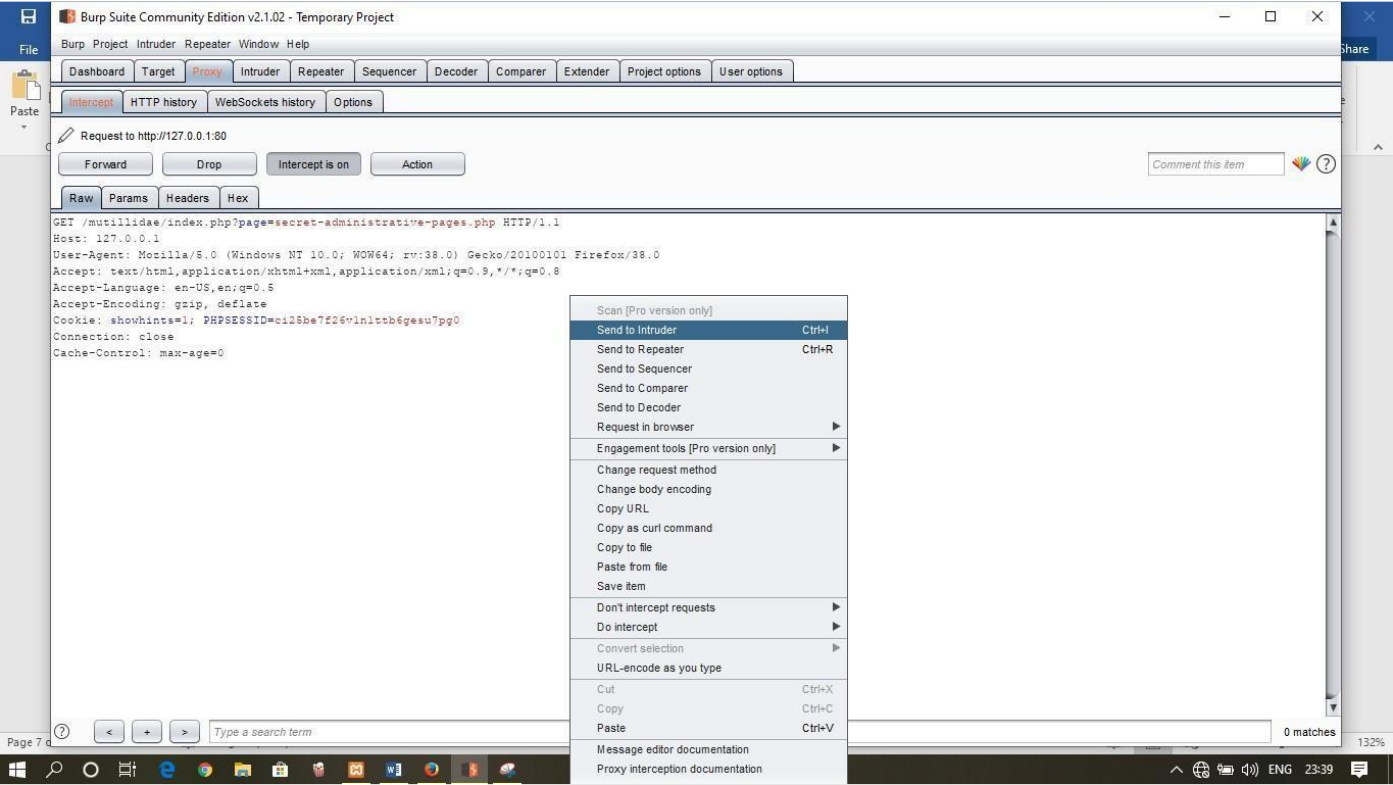 Burp Suite Community Edition v2.1.02 - Temporary Project
File
Burp Project Intruder Repeater Window Help
Share
Dashboard Target Proxy Intruder Repeater Sequencer Decoder Comparer Extender Project options User options
Paste
Intercept HTTP history WebSockets history Options
Request to http://127.0.0.1:80
Forward Drop Intercept is on Action Comment this item
Raw Params Headers Hex
GET /mutillidae/index.php?page=secret-administrative-pages.php HTTP/1.1
Host: 127.0.0.1
User-Agent: Mozilla/5.0 (Windows NT 10.0; WOW64; rv:38.0) Gecko/20100101 Firefox/38.0
Accept: text/html,application/xhtml+xml,application/xml;q=0.9,*/*;q=0.8
Accept-Language: en-US,en;q=0.5
Accept-Encoding: gzip, deflate
Cookie: showhints=1; PHPSESSID=ci25be7f26vln1ttb6gesu7pg0
Connection: close
Cache-Control: max-age=0
Scan [Pro version only]
Send to Intruder Ctrl+I
Send to Repeater Ctrl+R
Send to Sequencer
Send to Comparer
Send to Decoder
Request in browser
Engagement tools [Pro version only]
Change request method
Change body encoding
Copy URL
Copy as curl command
Copy to file
Paste from file
Save item
Don't intercept requests
Do intercept
Convert selection
URL-encode as you type
Cut Ctrl+X
Copy Ctrl+C
Paste Ctrl+V
Message editor documentation
Proxy interception documentation
? < + > Type a search term 0 matches
Page 7 132%
ENG 23:39